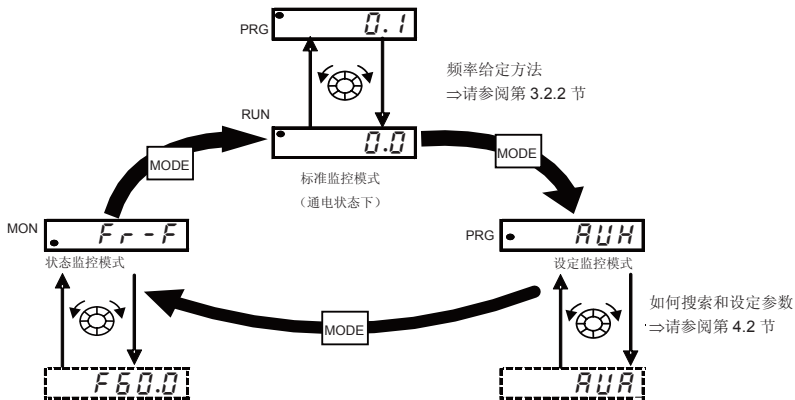 PRG 0.1
频率给定方法
⇒请参阅第 3.2.2 节
RUN 0.0
MODE
MODE
标准监控模式
（通电状态下）
MON Fr-F
状态监控模式
PRG AUH
设定监控模式
MODE
如何搜索和设定参数
⇒请参阅第 4.2 节
F60.0
AUA